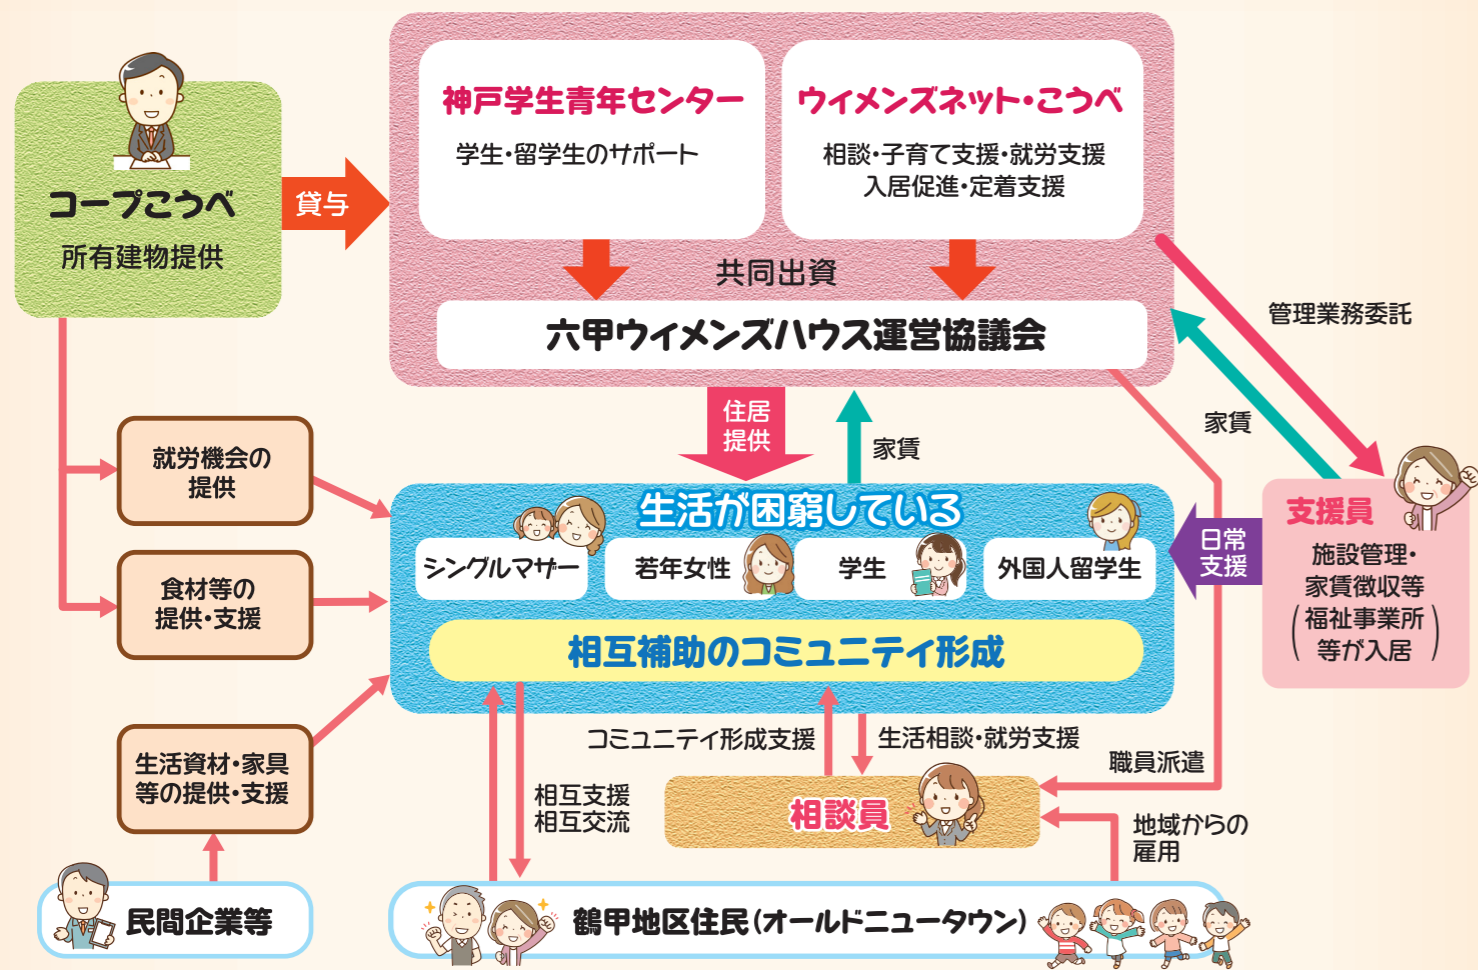 コープこうべ
所有建物提供
貸与
神戸学生青年センター
学生・留学生のサポート
ウィメンズネット・こうべ
相談・子育て支援・就労支援
入居促進・定着支援
共同出資
六甲ウィメンズハウス運営協議会
管理業務委託
家賃
住居
提供
家賃
就労機会の
提供
食材等の
提供・支援
生活資材・家具
等の提供・支援
民間企業等
生活が困窮している
シングルマザー
若年女性
学生
外国人留学生
相互補助のコミュニティ形成
日常
支援
支援員
施設管理・
家賃徴収等
(福祉事業所
等が入居)
コミュニティ形成支援
生活相談・就労支援
職員派遣
相互支援
相互交流
相談員
地域からの
雇用
鶴甲地区住民(オールドニュータウン)